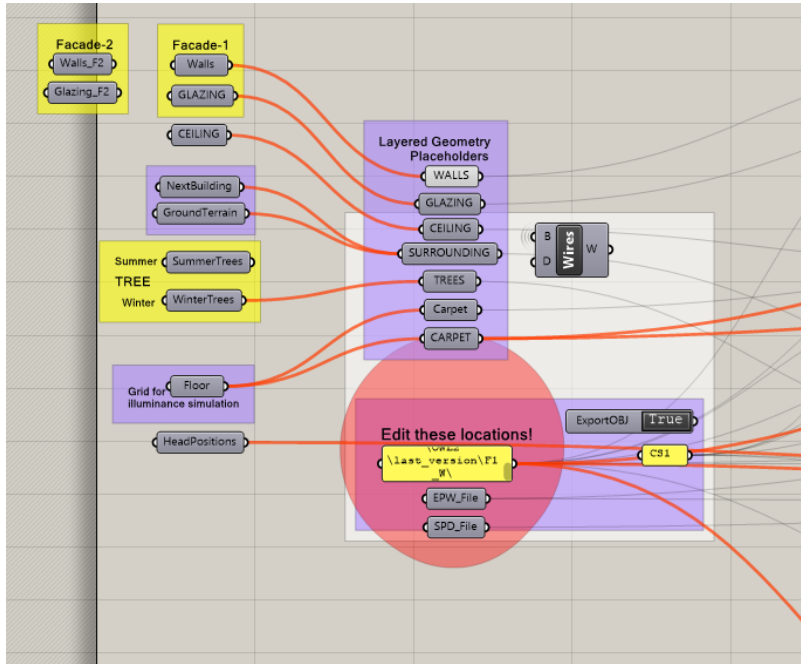 Facade-2
Walls_F2
Glazing_F2
Facade-1
Walls
GLAZING
CEILING
NextBuilding
GroundTerrain
Summer
SummerTrees
TREE
Winter
WinterTrees
Grid for
illuminance simulation
Floor
HeadPositions
Layered Geometry
Placeholders
WALLS
GLAZING
CEILING
SURROUNDING
TREES
Carpet
CARPET
B
D
Wires
W
Edit these locations!
\last_version\F1
_W\
EPW_File
SPD_File
ExportOBJ True
CS1